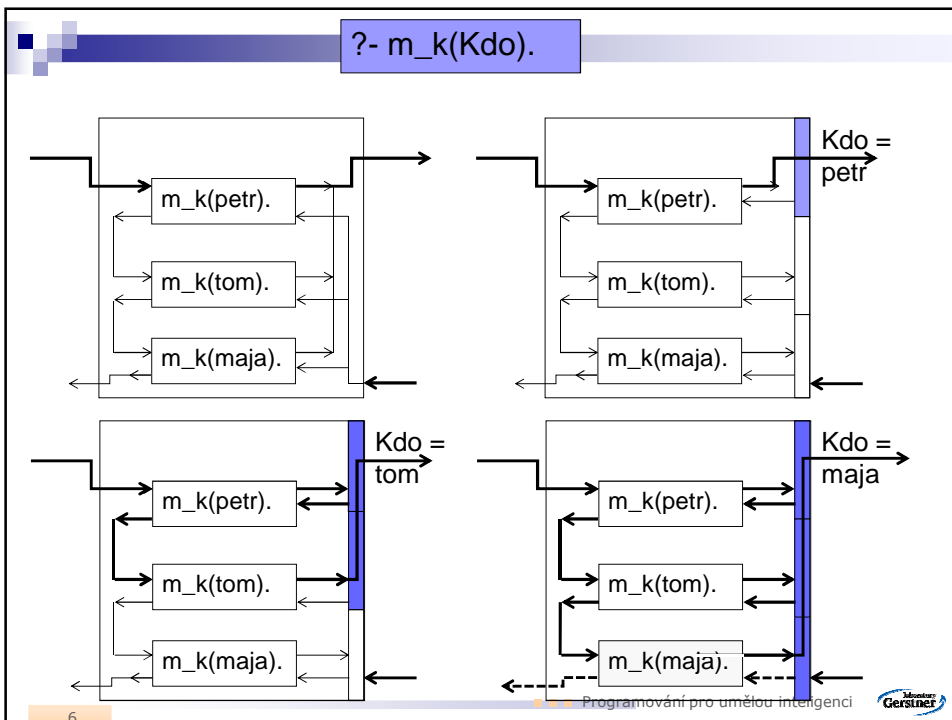 ?- m_k(Kdo).
m_k(petr).
m_k(tom).
m_k(maja).
Kdo =
petr
m_k(petr).
m_k(tom).
m_k(maja).
Kdo =
tom
m_k(petr).
m_k(tom).
m_k(maja).
Kdo =
maja
m_k(petr).
m_k(tom).
m_k(maja).
6
Programování pro umělou inteligenci
laboratory
Gerstner